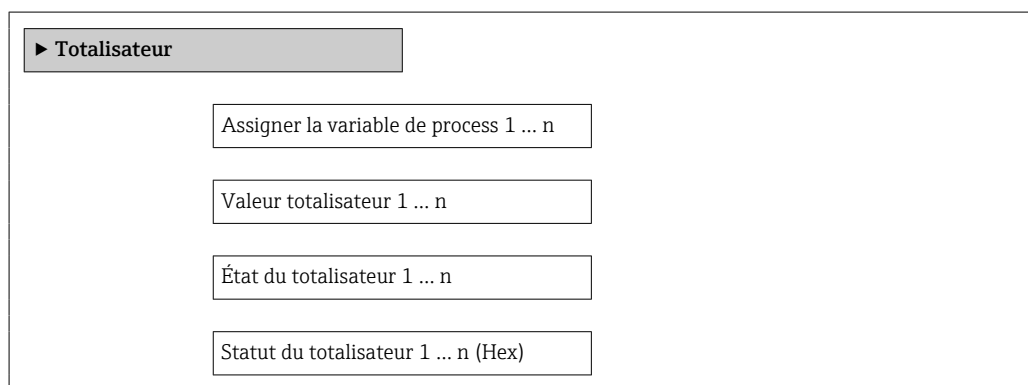 ▶ Totalisateur
Assigner la variable de process 1 … n
Valeur totalisateur 1 … n
État du totalisateur 1 … n
Statut du totalisateur 1 … n (Hex)